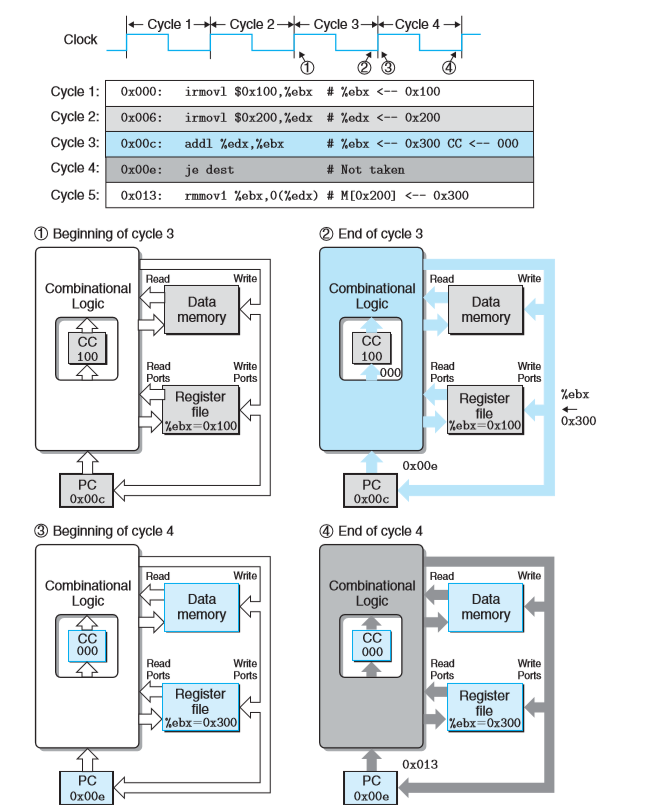 Cycle 1 Cycle 2 Cycle 3 Cycle 4
Clock
① ② ③ ④
Cycle 1: 0x000: irmovl $0x100,%ebx # %ebx <-- 0x100
Cycle 2: 0x006: irmovl $0x200,%edx # %edx <-- 0x200
Cycle 3: 0x00c: addl %edx,%ebx # %ebx <-- 0x300 CC <-- 000
Cycle 4: 0x00e: je dest # Not taken
Cycle 5: 0x013: rmmovl %ebx,0(%edx) # M[0x200] <-- 0x300
① Beginning of cycle 3
Combinational
Logic
CC
100
Read
Write
Data
memory
Read
Ports
Write
Ports
Register
file
%ebx=0x100
PC
0x00c
② End of cycle 3
Combinational
Logic
CC
100
000
Read
Write
Data
memory
Read
Ports
Write
Ports
Register
file
%ebx=0x100
%ebx
0x300
0x00e
PC
0x00c
③ Beginning of cycle 4
Combinational
Logic
CC
000
Read
Write
Data
memory
Read
Ports
Write
Ports
Register
file
%ebx=0x300
PC
0x00e
④ End of cycle 4
Combinational
Logic
CC
000
Read
Write
Data
memory
Read
Ports
Write
Ports
Register
file
%ebx=0x300
0x013
PC
0x00e